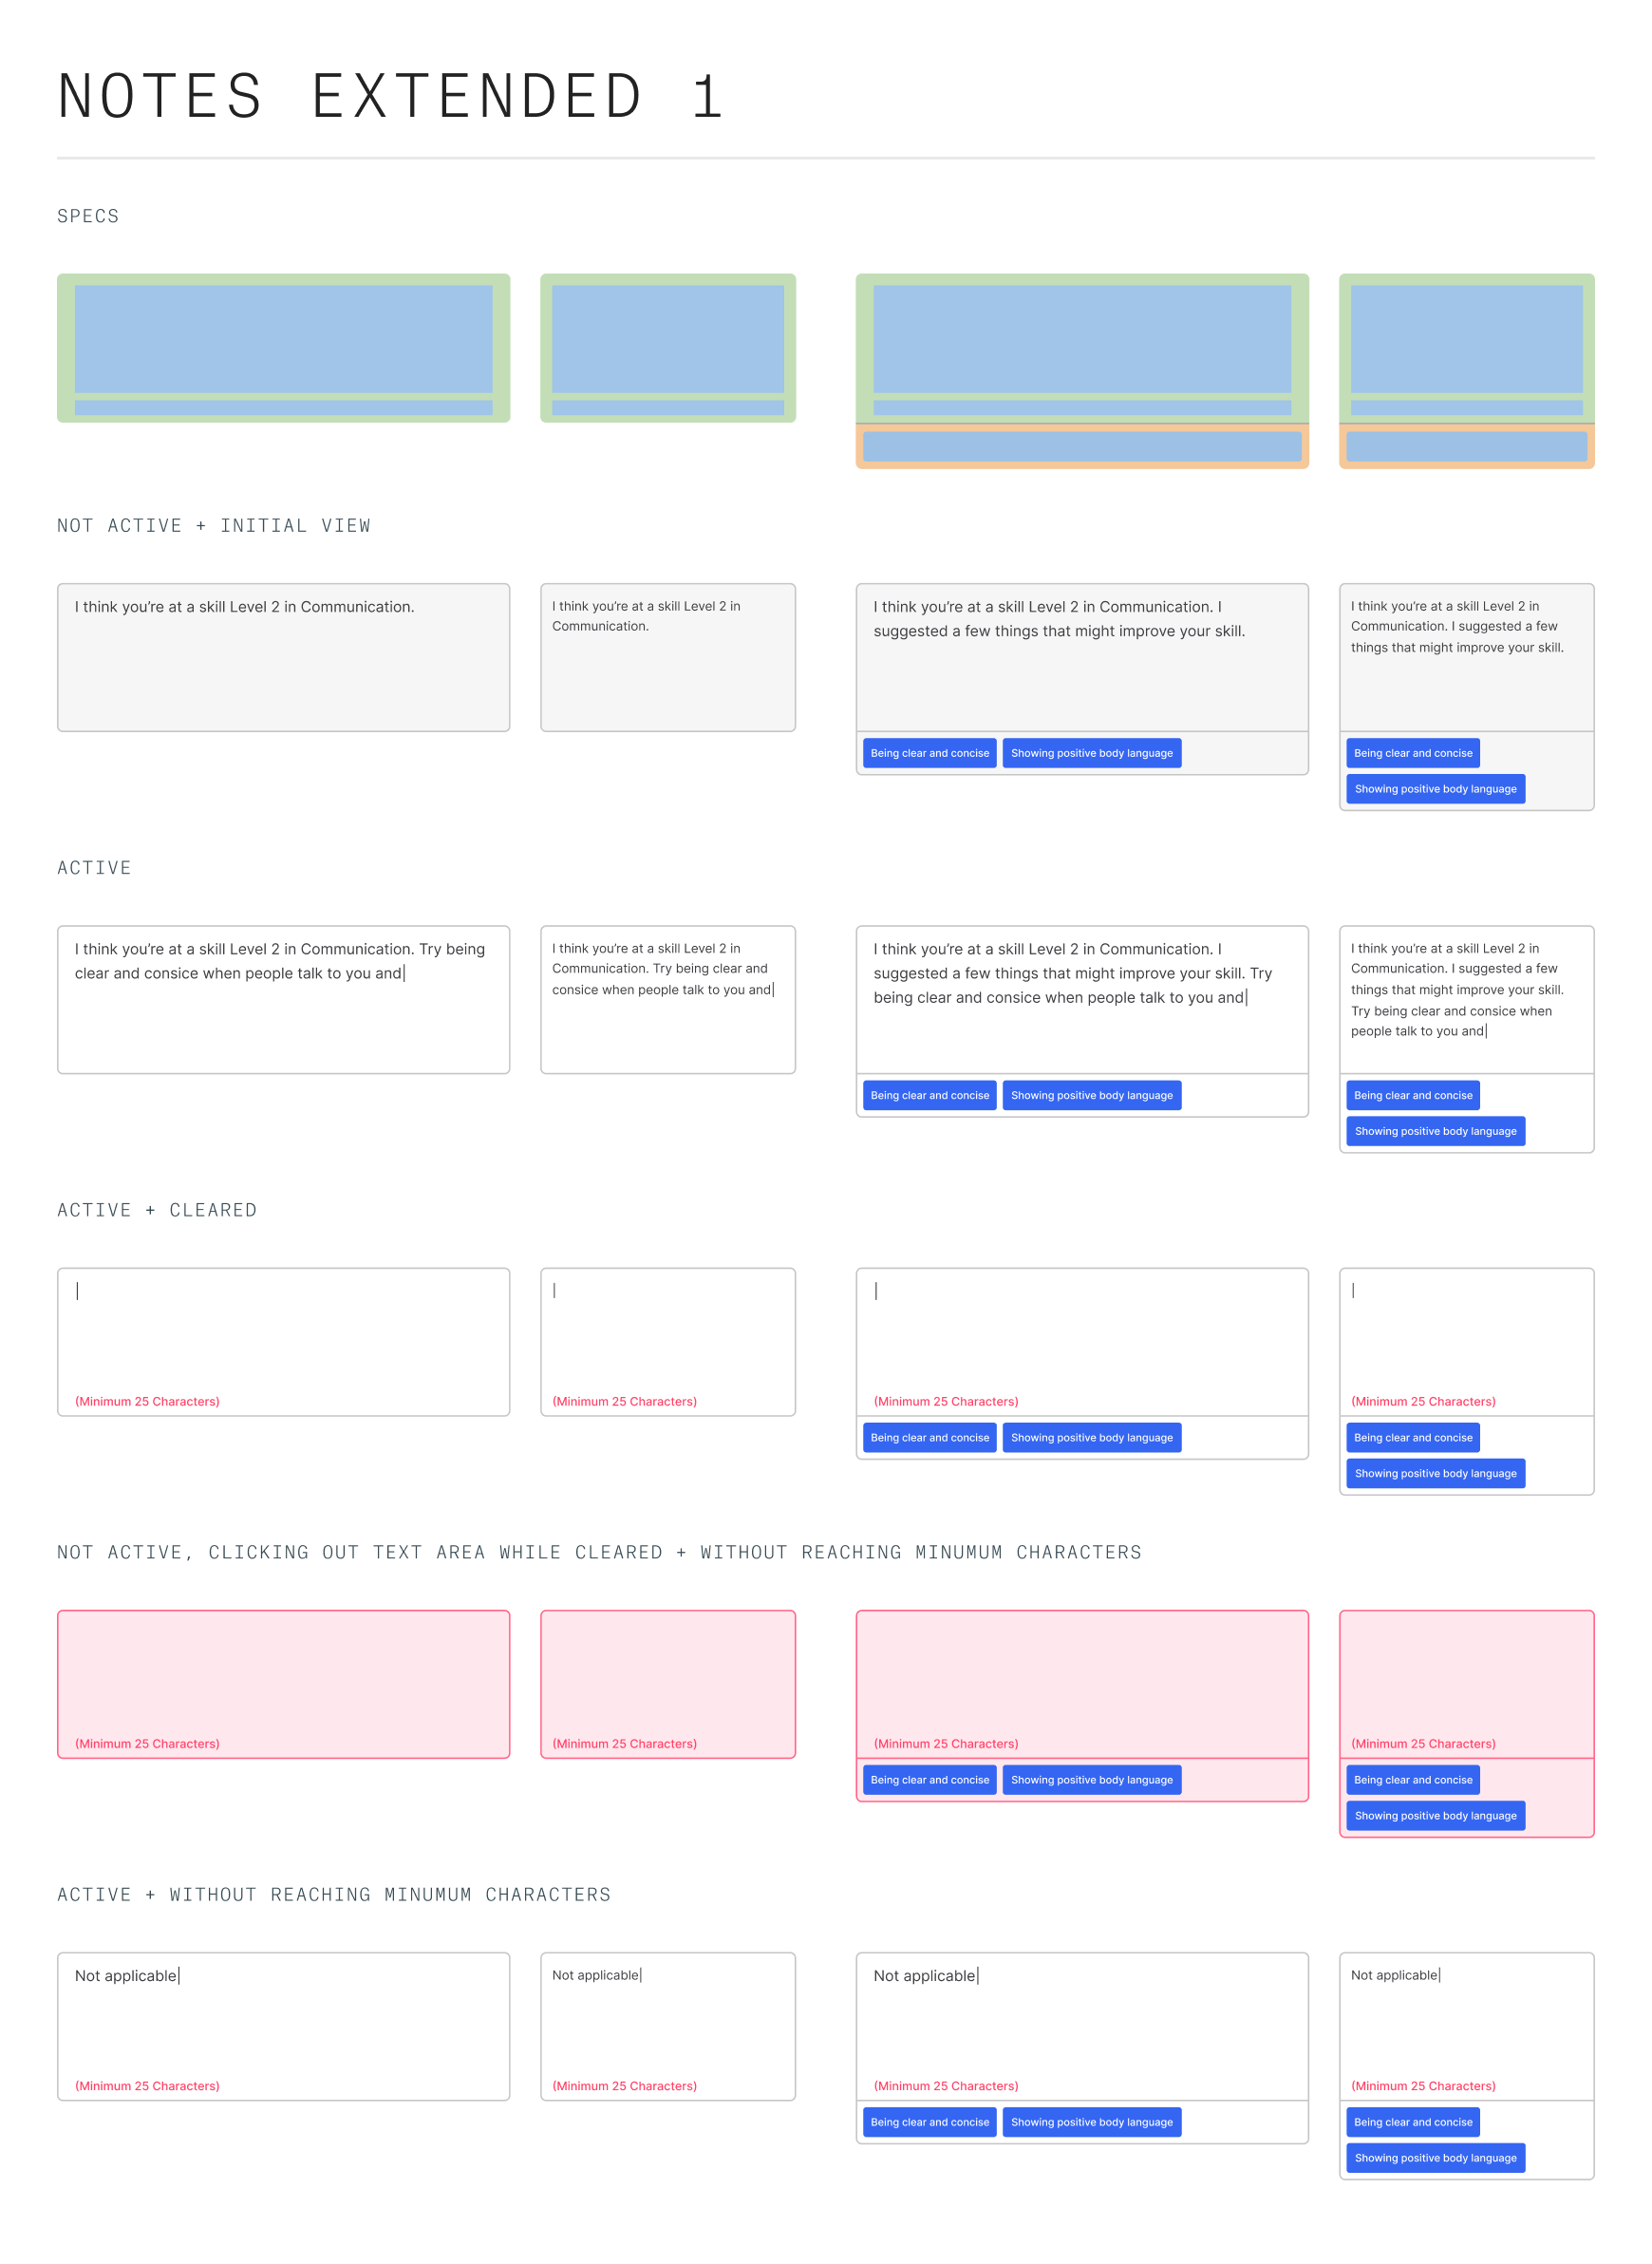 NOTES EXTENDED 1
SPECS
NOT ACTIVE + INITIAL VIEW
I think you’re at a skill Level 2 in Communication.
I think you’re at a skill Level 2 in
Communication.
I think you’re at a skill Level 2 in Communication. I
suggested a few things that might improve your skill.
Being clear and concise
Showing positive body language
I think you’re at a skill Level 2 in
Communication. I suggested a few
things that might improve your skill.
Being clear and concise
Showing positive body language
ACTIVE
I think you’re at a skill Level 2 in Communication. Try being
clear and consice when people talk to you and
I think you’re at a skill Level 2 in
Communication. Try being clear and
consice when people talk to you and
I think you’re at a skill Level 2 in Communication. I
suggested a few things that might improve your skill. Try
being clear and consice when people talk to you and
Being clear and concise
Showing positive body language
I think you’re at a skill Level 2 in
Communication. I suggested a few
things that might improve your skill.
Try being clear and consice when
people talk to you and
Being clear and concise
Showing positive body language
ACTIVE + CLEARED
(Minimum 25 Characters)
(Minimum 25 Characters)
(Minimum 25 Characters)
Being clear and concise
Showing positive body language
(Minimum 25 Characters)
Being clear and concise
Showing positive body language
NOT ACTIVE, CLICKING OUT TEXT AREA WHILE CLEARED + WITHOUT REACHING MINUMUM CHARACTERS
(Minimum 25 Characters)
(Minimum 25 Characters)
(Minimum 25 Characters)
Being clear and concise
Showing positive body language
(Minimum 25 Characters)
Being clear and concise
Showing positive body language
ACTIVE + WITHOUT REACHING MINUMUM CHARACTERS
Not applicable
(Minimum 25 Characters)
Not applicable
(Minimum 25 Characters)
Not applicable
(Minimum 25 Characters)
Being clear and concise
Showing positive body language
Not applicable
(Minimum 25 Characters)
Being clear and concise
Showing positive body language